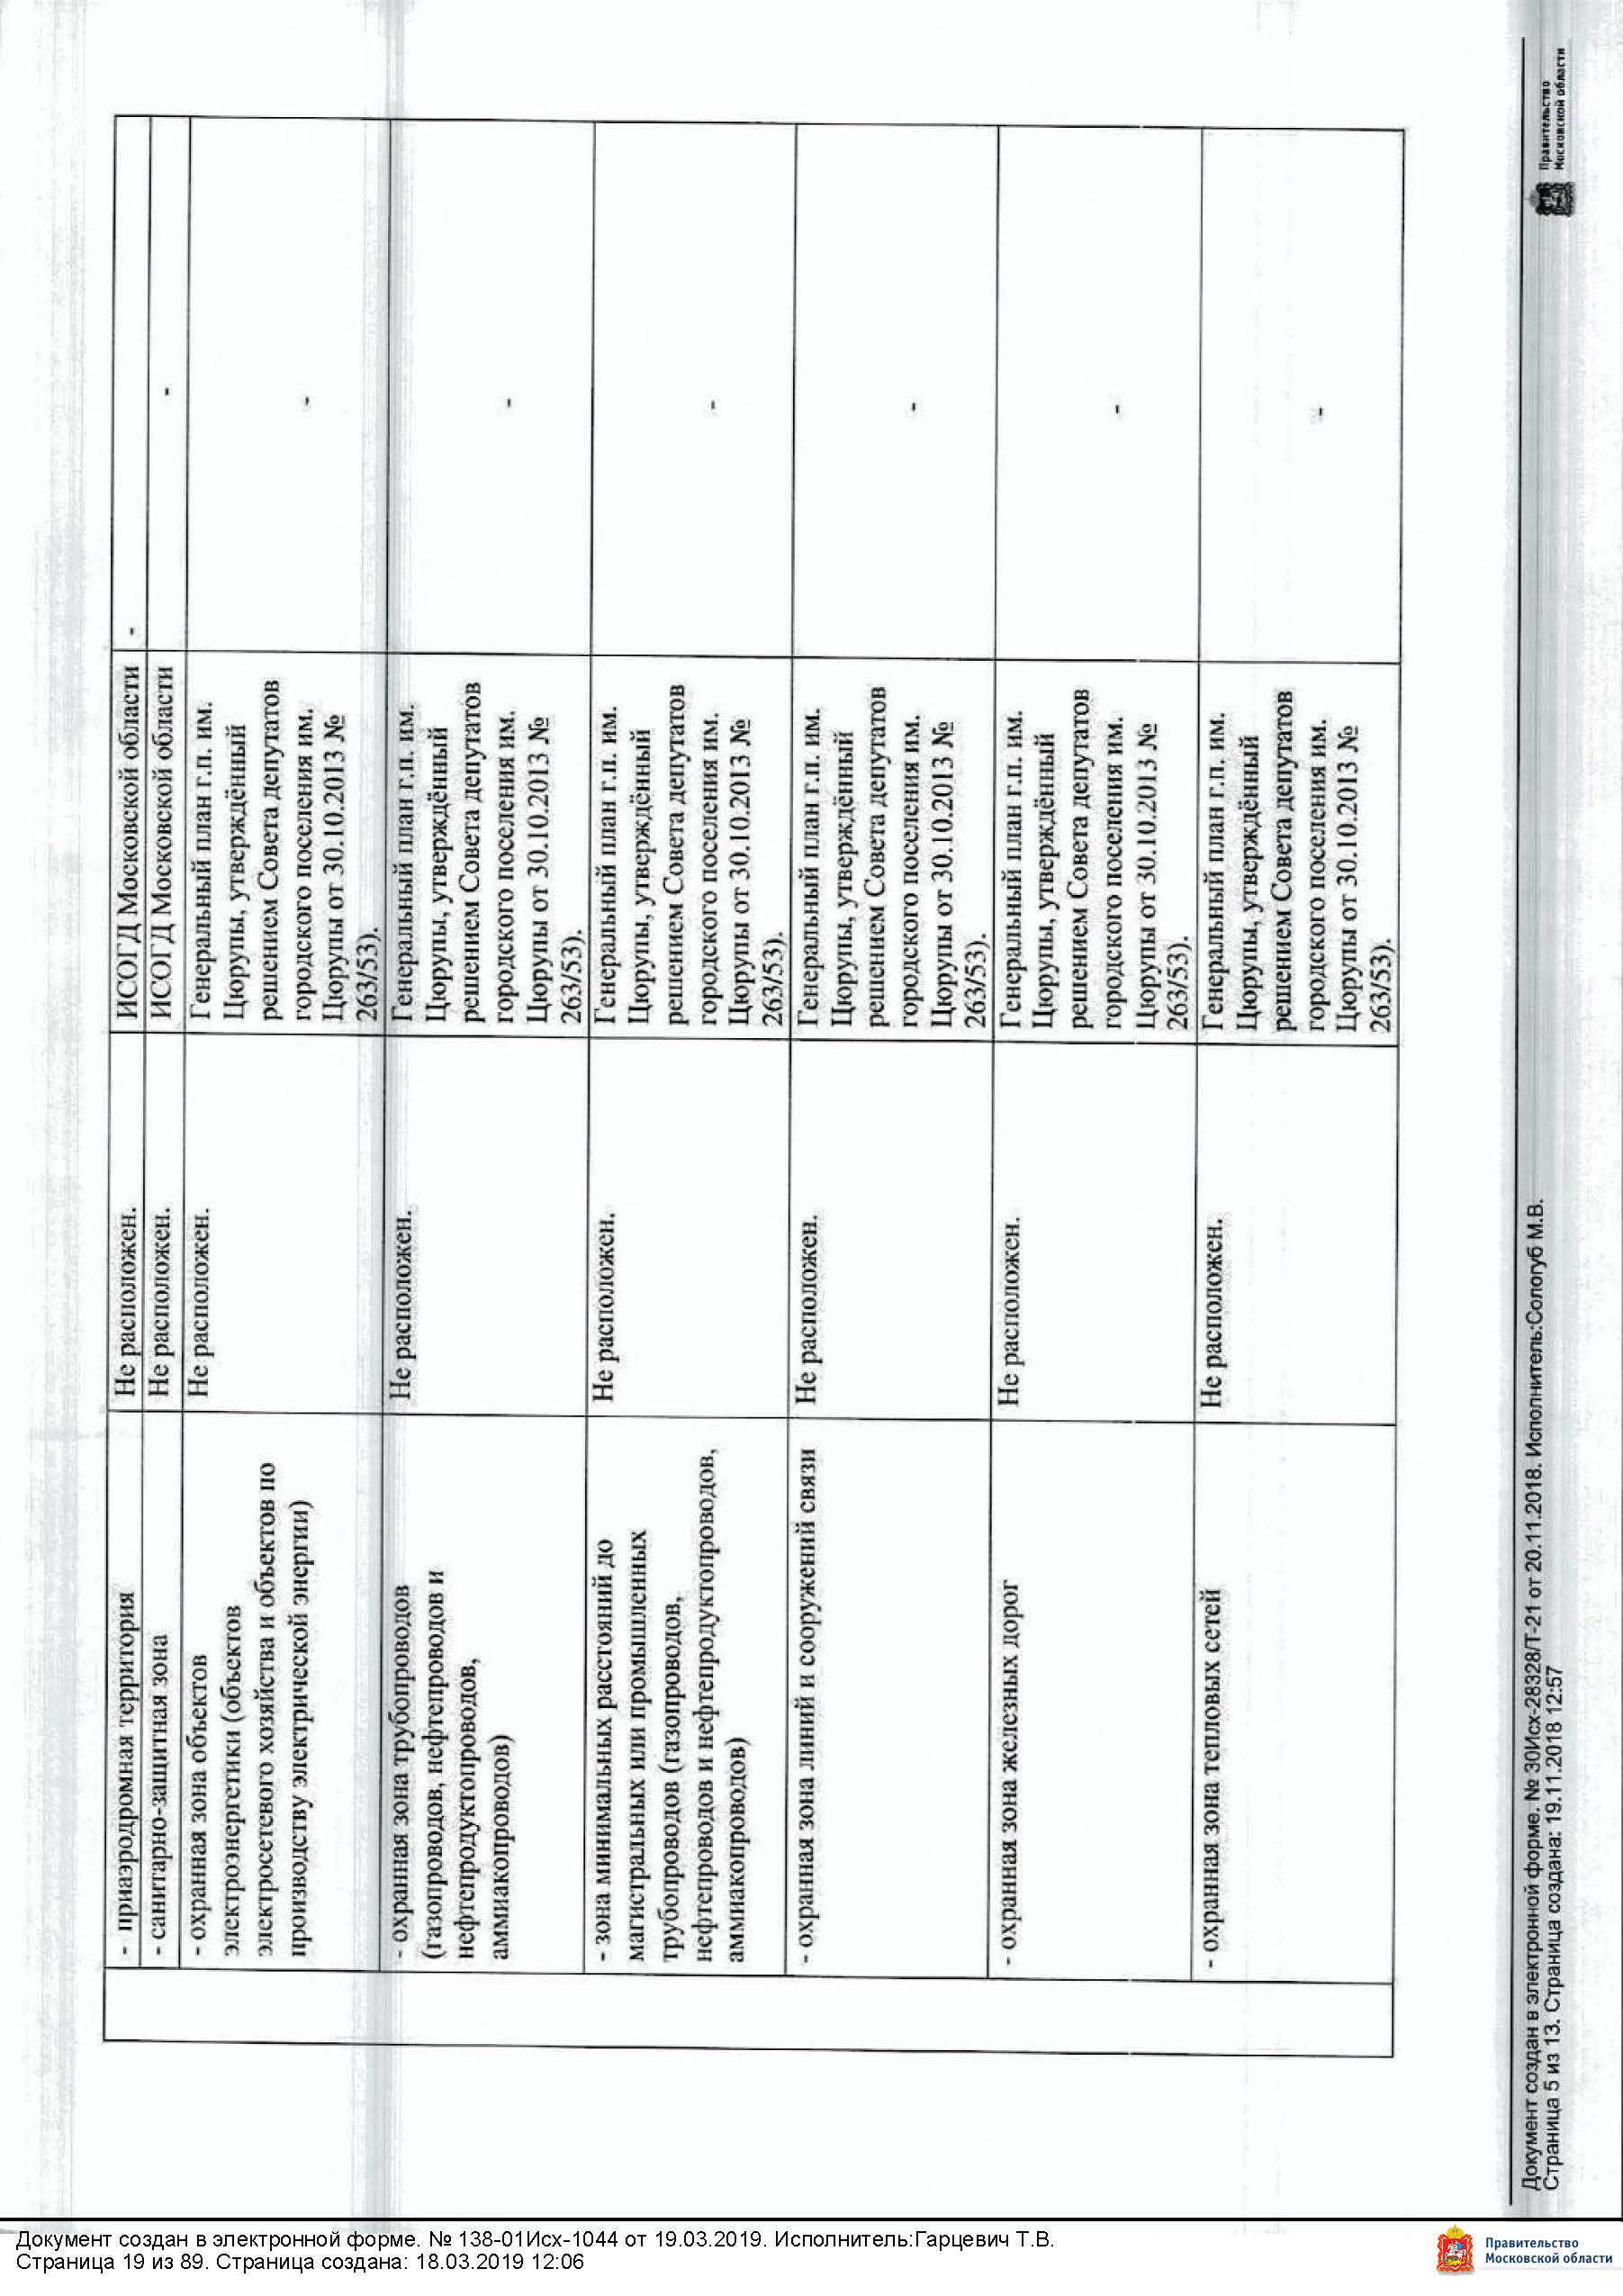 - приаэродромная территория
Не расположен.
ИСОГД Московской области
-
- санитарно-защитная зона
Не расположен.
ИСОГД Московской области
-
- охранная зона объектов
электроэнергетики (объектов
электросетевого хозяйства и объектов по
производству электрической энергии)
Не расположен.
Генеральный план г.п. им.
Цюрупы, утверждённый
решением Совета депутатов
городского поселения им.
Цюрупы от 30.10.2013 №
263/53).
-
- охранная зона трубопроводов
(газопроводов, нефтепроводов и
нефтепродуктопроводов,
аммиакопроводов)
Не расположен.
Генеральный план г.п. им.
Цюрупы, утверждённый
решением Совета депутатов
городского поселения им.
Цюрупы от 30.10.2013 №
263/53).
-
- зона минимальных расстояний до
магистральных или промышленных
трубопроводов (газопроводов,
нефтепроводов и нефтепродуктопроводов,
аммиакопроводов)
Не расположен.
Генеральный план г.п. им.
Цюрупы, утверждённый
решением Совета депутатов
городского поселения им.
Цюрупы от 30.10.2013 №
263/53).
-
- охранная зона линий и сооружений связи
Не расположен.
Генеральный план г.п. им.
Цюрупы, утверждённый
решением Совета депутатов
городского поселения им.
Цюрупы от 30.10.2013 №
263/53).
-
- охранная зона железных дорог
Не расположен.
Генеральный план г.п. им.
Цюрупы, утверждённый
решением Совета депутатов
городского поселения им.
Цюрупы от 30.10.2013 №
263/53).
-
- охранная зона тепловых сетей
Не расположен.
Генеральный план г.п. им.
Цюрупы, утверждённый
решением Совета депутатов
городского поселения им.
Цюрупы от 30.10.2013 №
263/53).
-
Документ создан в электронной форме. № 30Исх-28328/Т-21 от 20.11.2018. Исполнитель:Сологуб М.В.
Страница 5 из 13. Страница создана: 19.11.2018 12:57
Правительство
Московской области
Документ создан в электронной форме. № 138-01Исх-1044 от 19.03.2019. Исполнитель:Гарцевич Т.В.
Страница 19 из 89. Страница создана: 18.03.2019 12:06
Правительство
Московской области